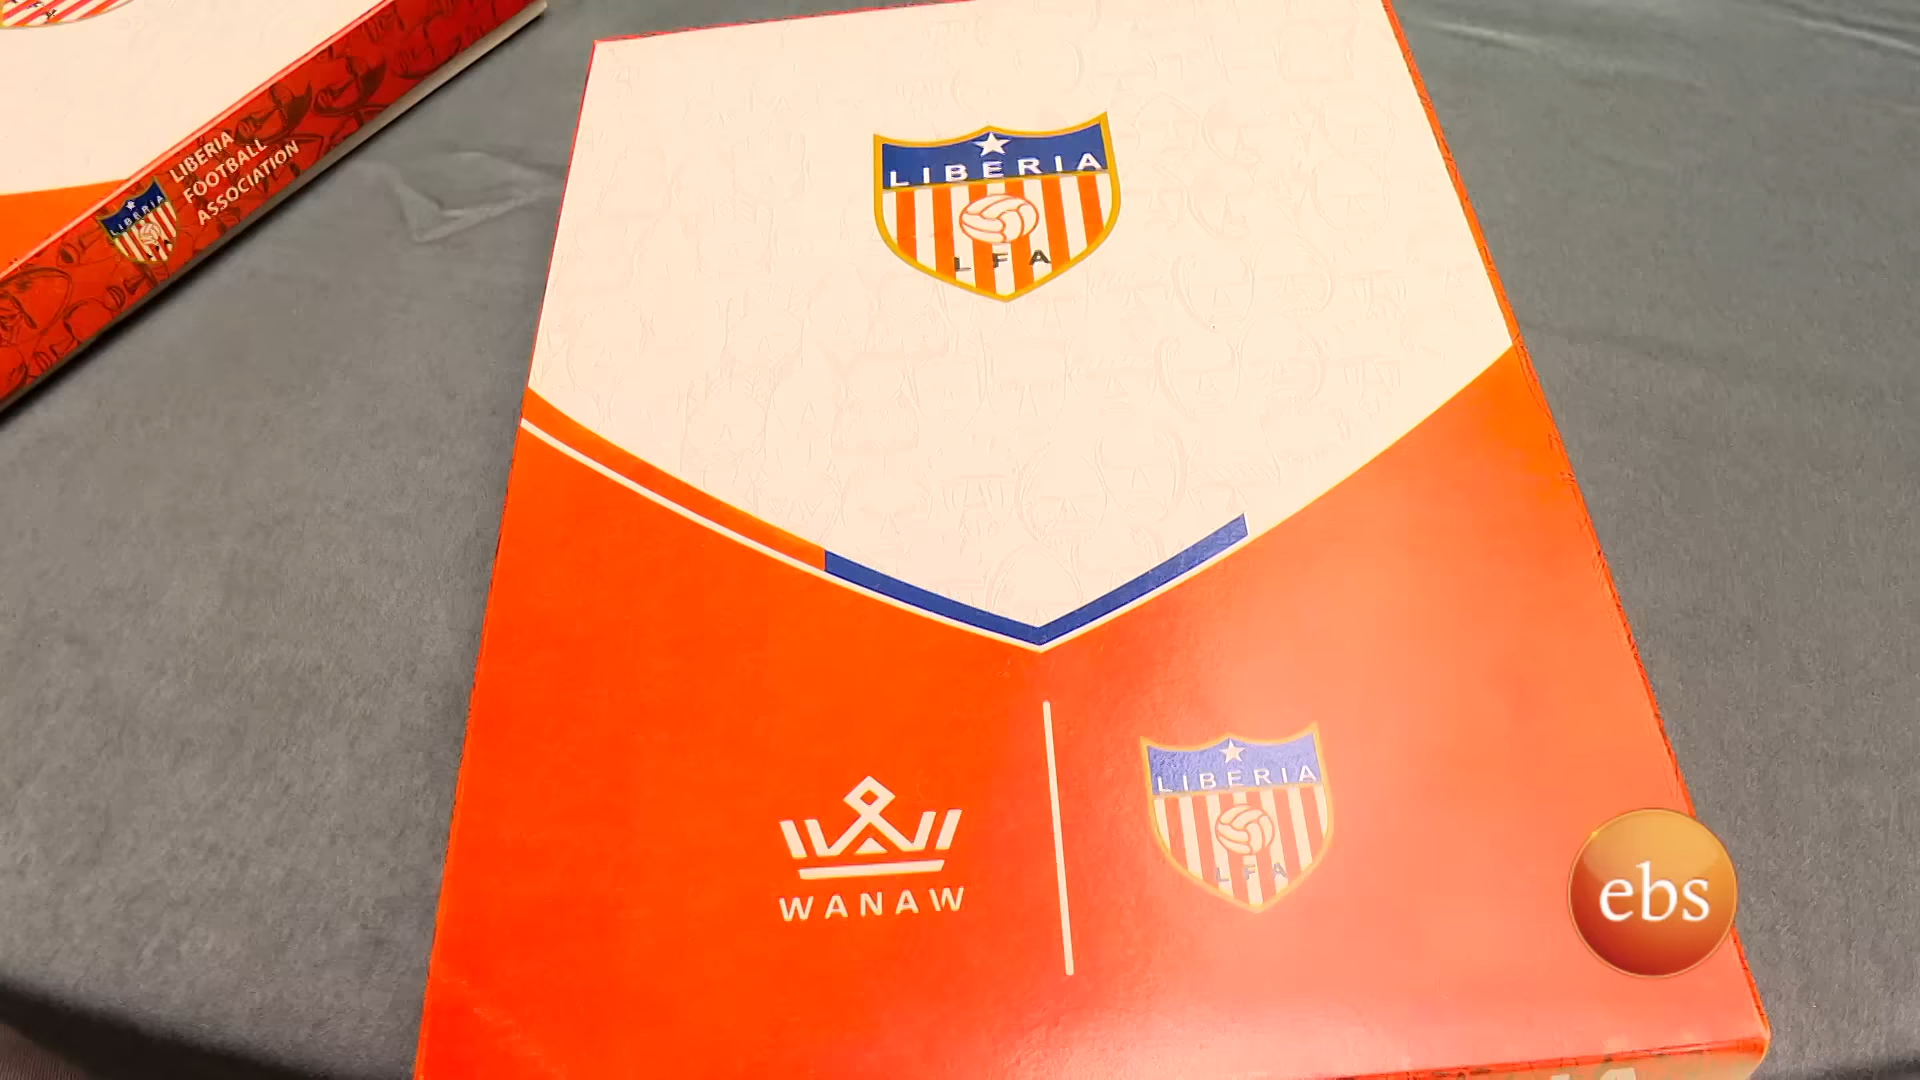 LIBERIA
FOOTBALL
ASSOCIATION
LIBERIA
LIBERIA
LFA
WANAW
LIBERIA
LFA
ebs